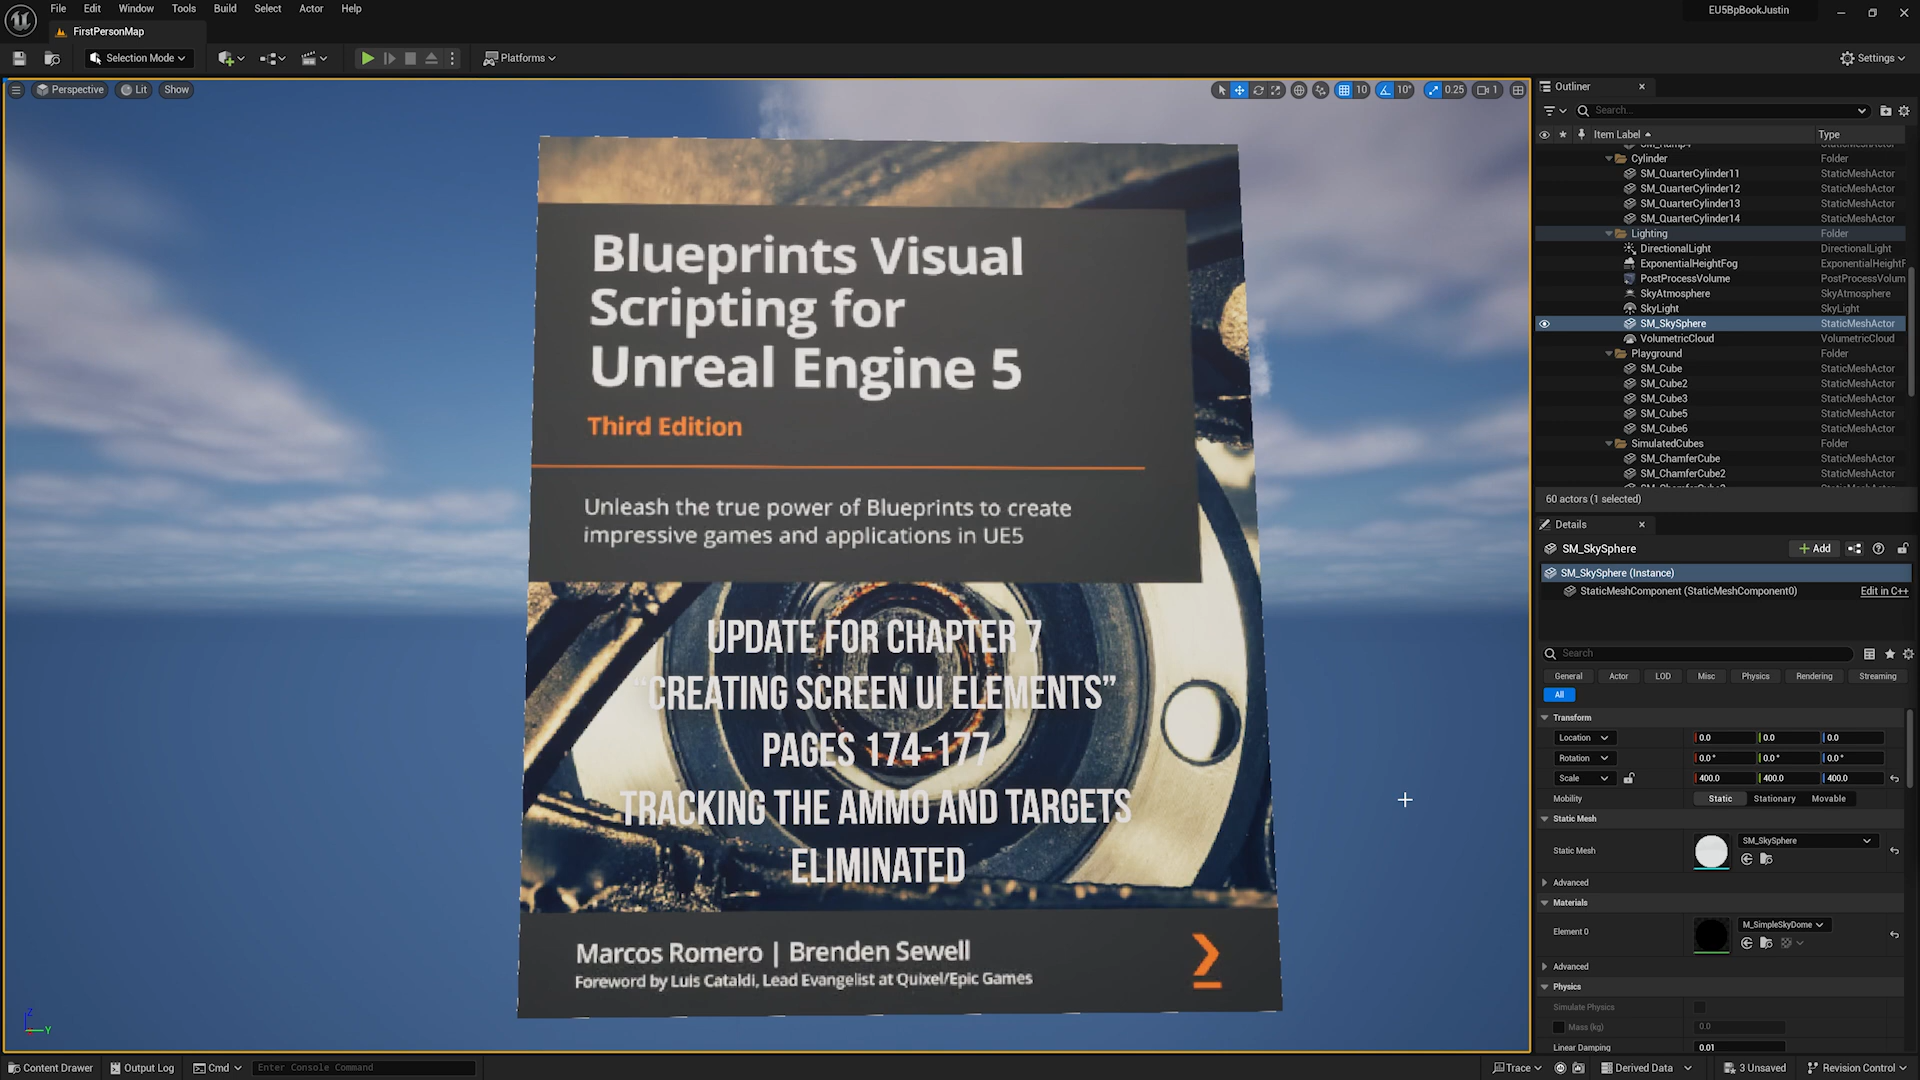 File Edit Window Tools Build Select Actor Help
EU5BpBookJustin
FirstPersonMap
Selection Mode
Platforms
Settings
Perspective Lit Show
10 10° 0.25 1
Blueprints Visual
Scripting for
Unreal Engine 5
Third Edition
Unleash the true power of Blueprints to create
impressive games and applications in UE5
UPDATE FOR CHAPTER 7
“CREATING SCREEN UI ELEMENTS”
PAGES 174-177
TRACKING THE AMMO AND TARGETS
ELIMINATED
Marcos Romero | Brenden Sewell
Foreword by Luis Cataldi, Lead Evangelist at Quixel/Epic Games
Z
Y
Outliner
Search...
Item Label Type
Cylinder Folder
SM_QuarterCylinder11 StaticMeshActor
SM_QuarterCylinder12 StaticMeshActor
SM_QuarterCylinder13 StaticMeshActor
SM_QuarterCylinder14 StaticMeshActor
Lighting Folder
DirectionalLight DirectionalLight
ExponentialHeightFog ExponentialHeightF
PostProcessVolume PostProcessVolum
SkyAtmosphere SkyAtmosphere
SkyLight SkyLight
SM_SkySphere StaticMeshActor
VolumetricCloud VolumetricCloud
Playground Folder
SM_Cube StaticMeshActor
SM_Cube2 StaticMeshActor
SM_Cube3 StaticMeshActor
SM_Cube5 StaticMeshActor
SM_Cube6 StaticMeshActor
SimulatedCubes Folder
SM_ChamferCube StaticMeshActor
SM_ChamferCube2 StaticMeshActor
60 actors (1 selected)
Details
SM_SkySphere
Add
SM_SkySphere (Instance)
StaticMeshComponent (StaticMeshComponent0) Edit in C++
Search
General Actor LOD Misc Physics Rendering Streaming
All
Transform
Location 0.0 0.0 0.0
Rotation 0.0° 0.0° 0.0°
Scale 400.0 400.0 400.0
Mobility Static Stationary Movable
Static Mesh
Static Mesh SM_SkySphere
Advanced
Materials
Element 0 M_SimpleSkyDome
Advanced
Physics
Simulate Physics
Mass (kg) 0.0
Linear Damping 0.01
Content Drawer Output Log Cmd Enter Console Command
Trace Derived Data 3 Unsaved Revision Control